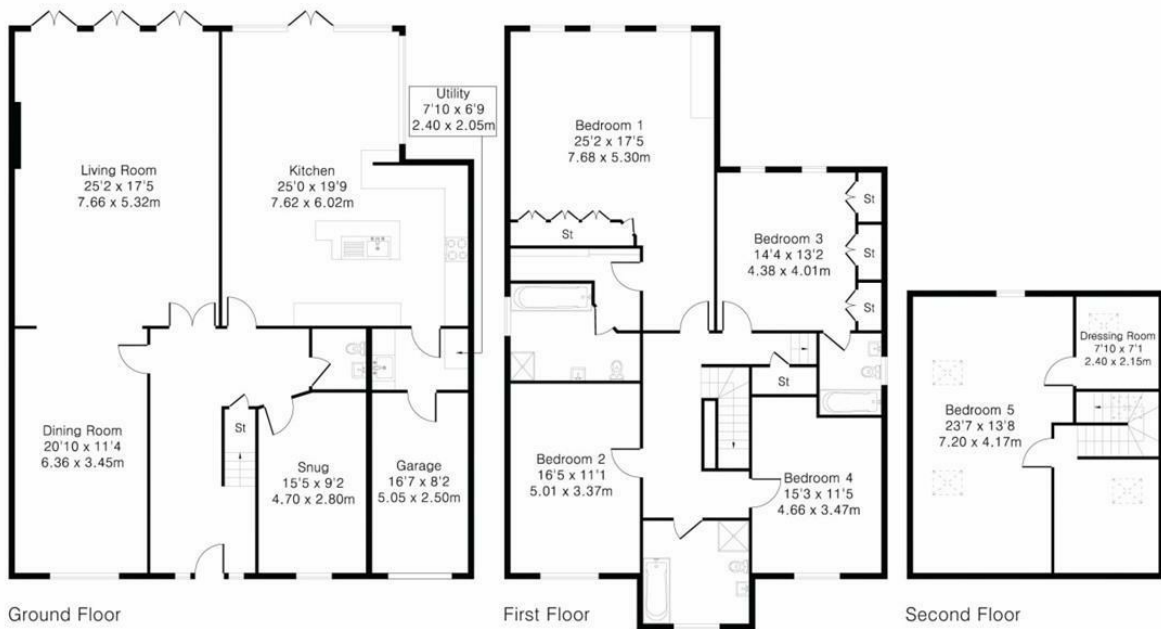 Utility
7'10 x 6'9
2.40 x 2.05m
Living Room
25'2 x 17'5
7.66 x 5.32m
Kitchen
25'0 x 19'9
7.62 x 6.02m
Dining Room
20'10 x 11'4
6.36 x 3.45m
St
Snug
15'5 x 9'2
4.70 x 2.80m
Garage
16'7 x 8'2
5.05 x 2.50m
Ground Floor
Bedroom 1
25'2 x 17'5
7.68 x 5.30m
St
Bedroom 3
14'4 x 13'2
4.38 x 4.01m
St
St
St
St
Bedroom 2
16'5 x 11'1
5.01 x 3.37m
Bedroom 4
15'3 x 11'5
4.66 x 3.47m
First Floor
Dressing Room
7'10 x 7'1
2.40 x 2.15m
Bedroom 5
23'7 x 13'8
7.20 x 4.17m
Second Floor